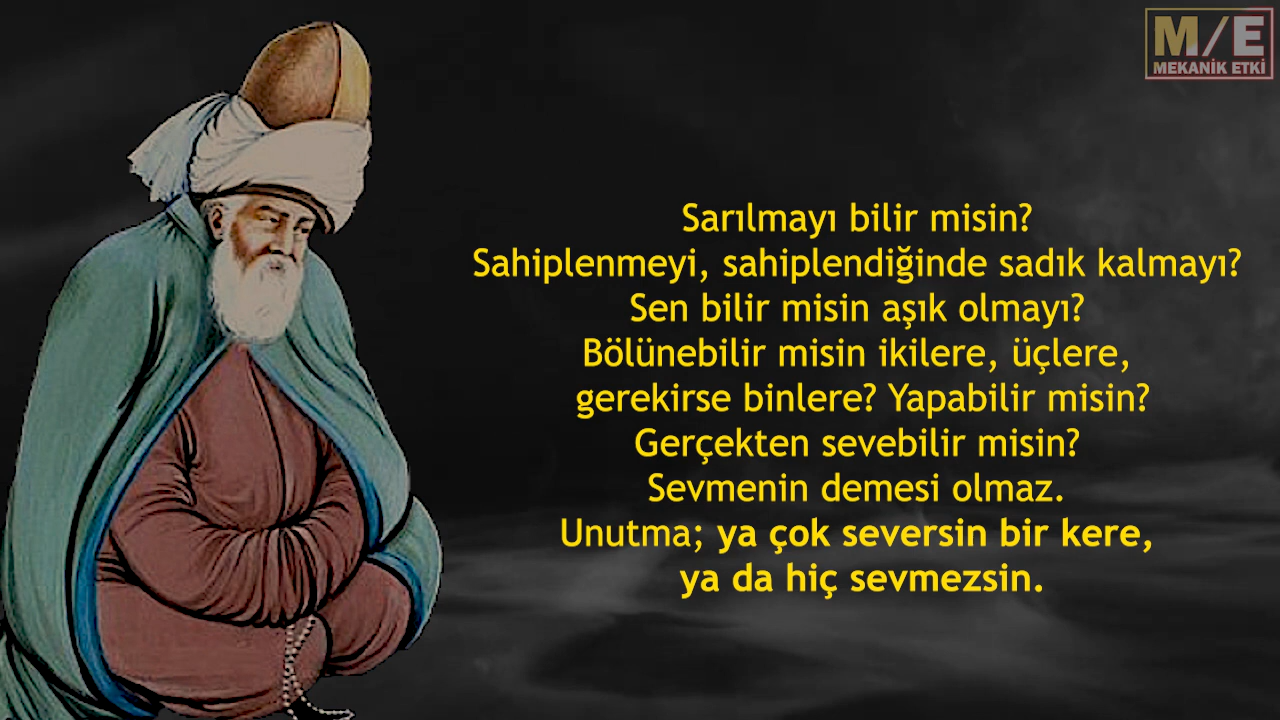 M/E
MEKANİK ETKİ
Sarılmayı bilir misin?
Sahiplenmeyi, sahiplendiğinde sadık kalmayı?
Sen bilir misin aşık olmayı?
Bölünebilir misin ikilere, üçlere,
gerekirse binlere? Yapabilir misin?
Gerçekten sevebilir misin?
Sevmenin demesi olmaz.
Unutma; ya çok seversin bir kere,
ya da hiç sevmezsin.